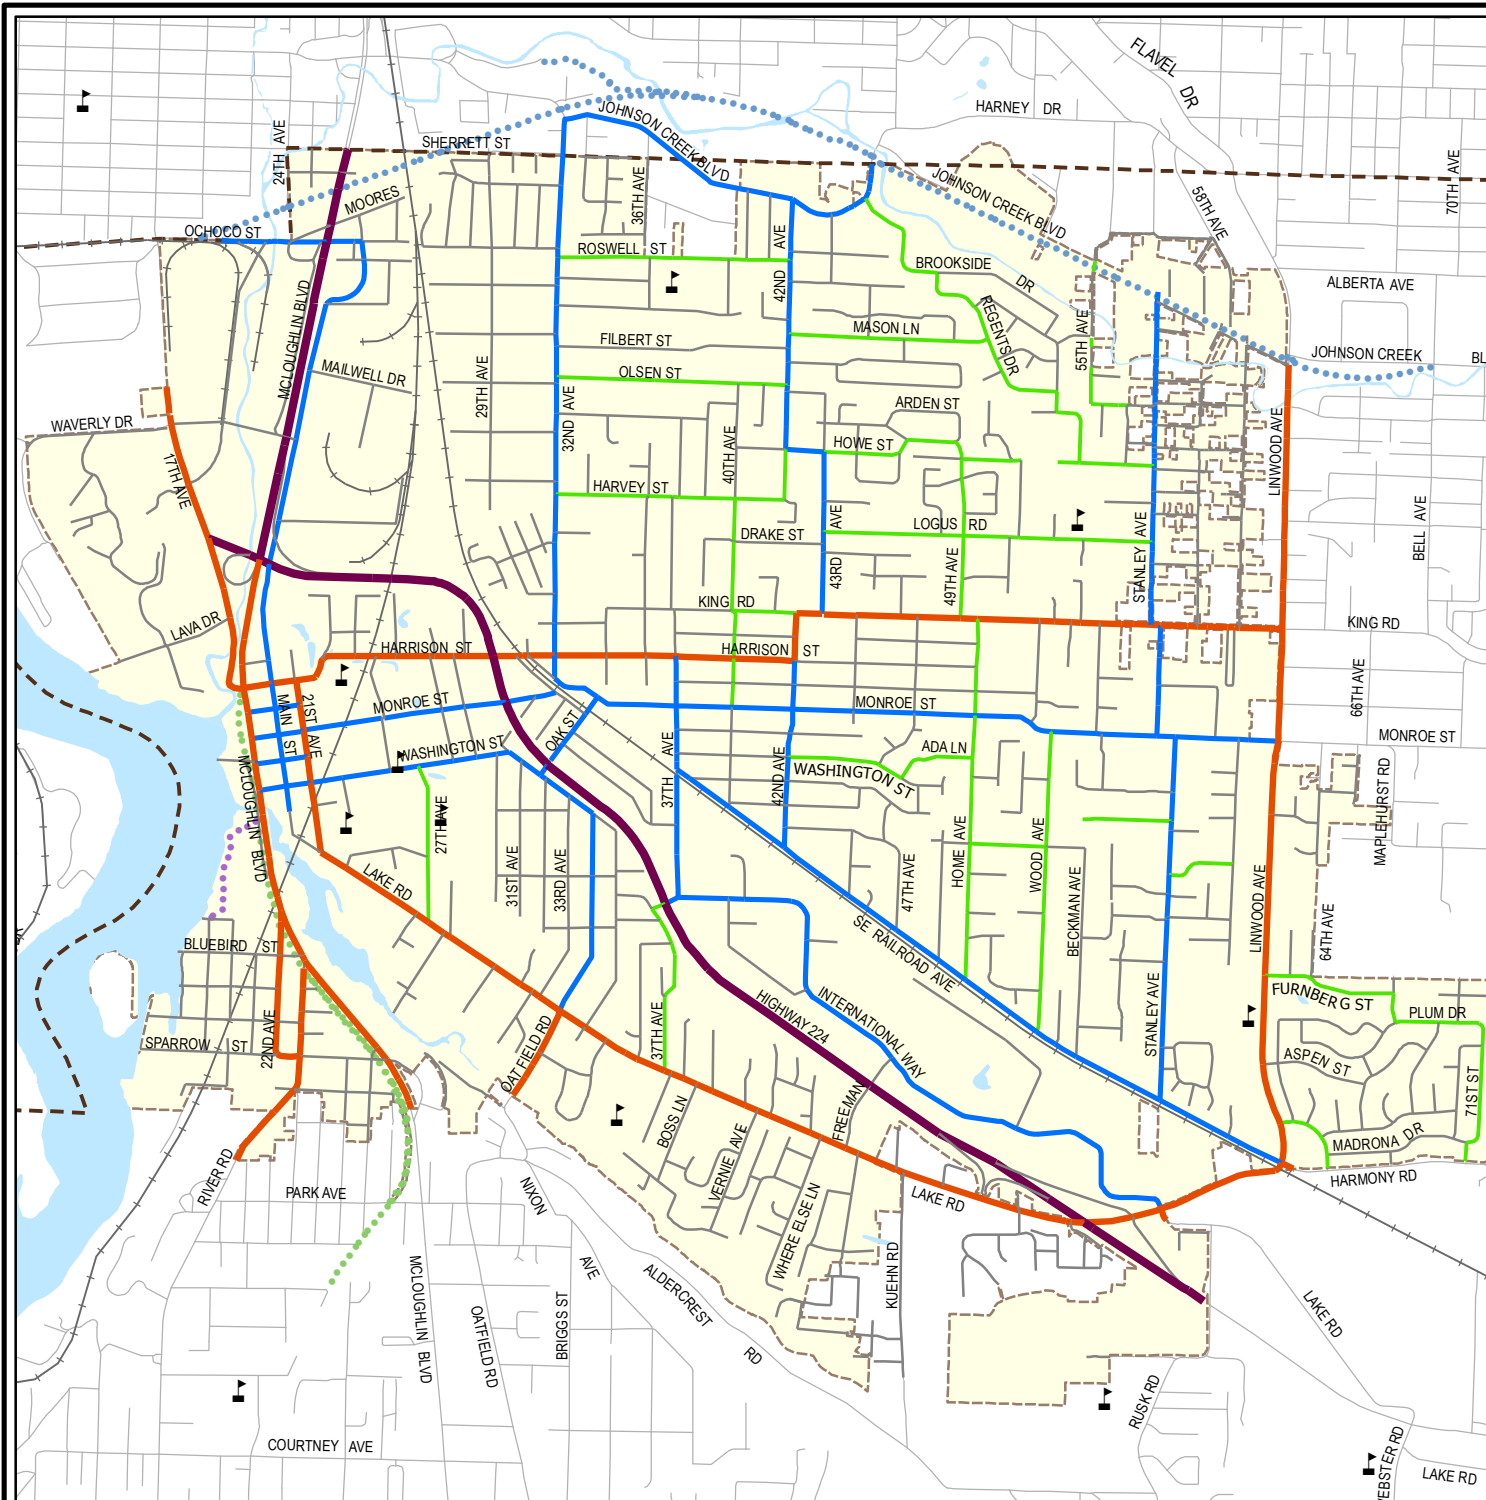 FLAVEL DR
HARNEY DR
24TH AVE
SHERRETT ST
JOHNSON CREEK BLVD
36TH AVE
JOHNSON CREEK BLVD
58TH AVE
70TH AVE
MOORES
OCHOCO ST
ROSWELL ST
42ND AVE
BROOKSIDE DR
REGENTS DR
ALBERTA AVE
MCLOUGHLIN BLVD
MASON LN
55TH AVE
FILBERT ST
JOHNSON CREEK BL
MAILWELL DR
29TH AVE
OLSEN ST
32ND AVE
ARDEN ST
WAVERLY DR
40TH AVE
HOWE ST
LINWOOD AVE
17TH AVE
HARVEY ST
DRAKE ST
43RD AVE
LOGUS RD
49TH AVE
STANLEY AVE
BELL AVE
KING RD
KING RD
LAVA DR
HARRISON ST
HARRISON ST
66TH AVE
MAIN ST
21ST AVE
MONROE ST
MONROE ST
MONROE ST
WASHINGTON ST
OAK ST
37TH AVE
42ND AVE
ADA LN
WASHINGTON ST
MCLOUGHLIN BLVD
27TH AVE
MAPLEHURST RD
LAKE RD
31ST AVE
33RD AVE
47TH AVE
HOME AVE
WOOD AVE
BECKMAN AVE
LINWOOD AVE
64TH AVE
BLUEBIRD ST
SE RAILROAD AVE
22ND AVE
SPARROW ST
OATFIELD RD
37TH AVE
HIGHWAY 224
INTERNATIONAL WAY
STANLEY AVE
FURNBERG ST
PLUM DR
ASPEN ST
71ST ST
MADRONA DR
HARMONY RD
BOSS LN
VERNIE AVE
FREEMAN
RIVER RD
PARK AVE
NIXON AVE
WHERE ELSE LN
LAKE RD
KUEHN RD
MCLOUGHLIN BLVD
OATFIELD RD
BRIGGS ST
ALDERCREST RD
LAKE RD
RUSK RD
COURTNEY AVE
WEBSTER RD
LAKE RD